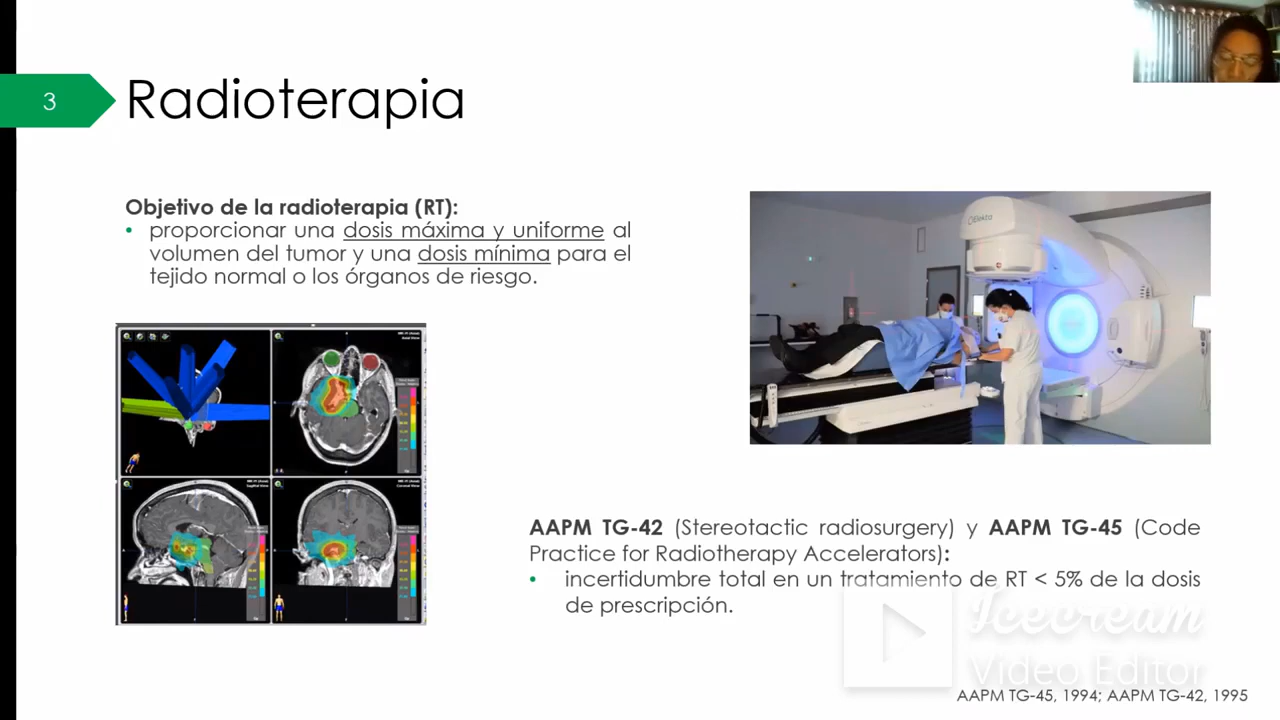 3
Radioterapia
Objetivo de la radioterapia (RT):
• proporcionar una dosis máxima y uniforme al
volumen del tumor y una dosis mínima para el
tejido normal o los órganos de riesgo.
Elekta
AAPM TG-42 (Stereotactic radiosurgery) y AAPM TG-45 (Code
Practice for Radiotherapy Accelerators):
• incertidumbre total en un tratamiento de RT < 5% de la dosis
de prescripción.
Icecream
Video Editor
AAPM TG-45, 1994; AAPM TG-42, 1995